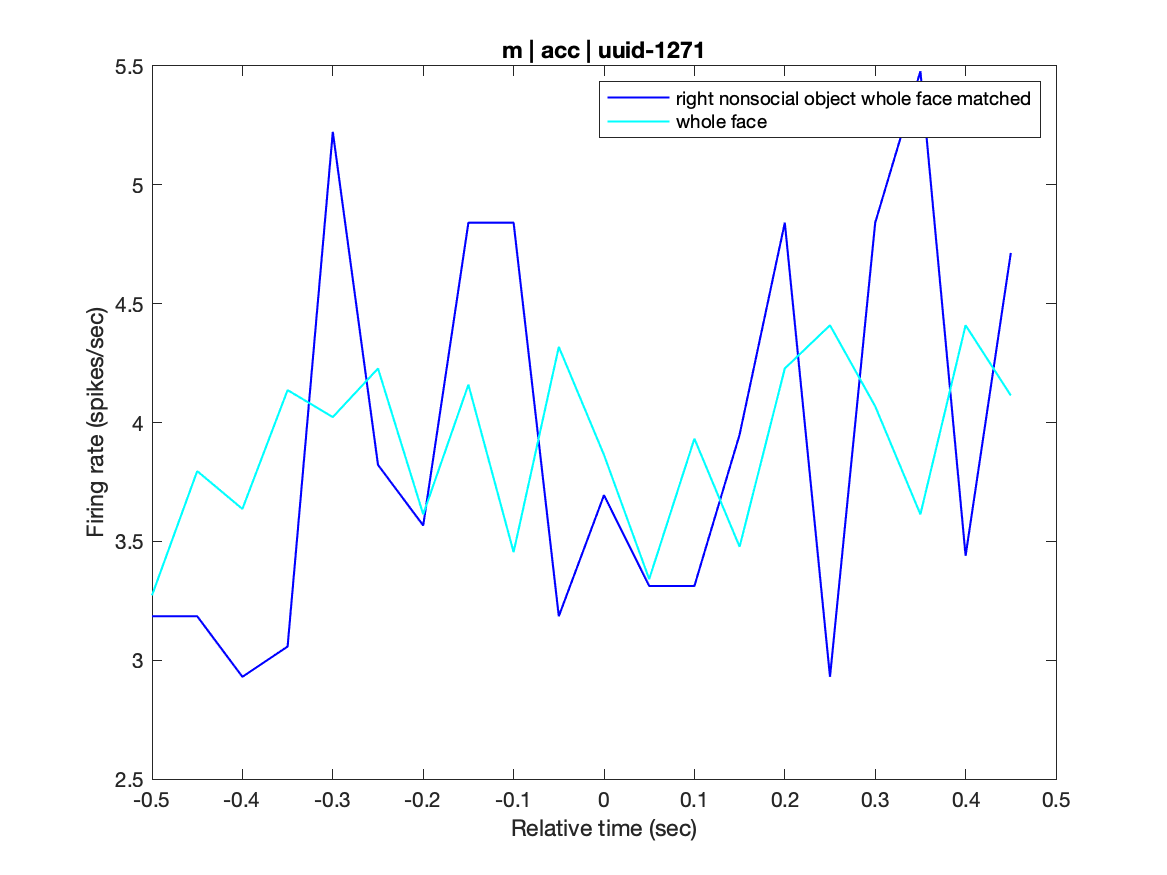 m | acc | uuid-1271
5.5
5
4.5
4
3.5
3
2.5
Firing rate (spikes/sec)
right nonsocial object whole face matched
whole face
-0.5 -0.4 -0.3 -0.2 -0.1 0 0.1 0.2 0.3 0.4 0.5
Relative time (sec)